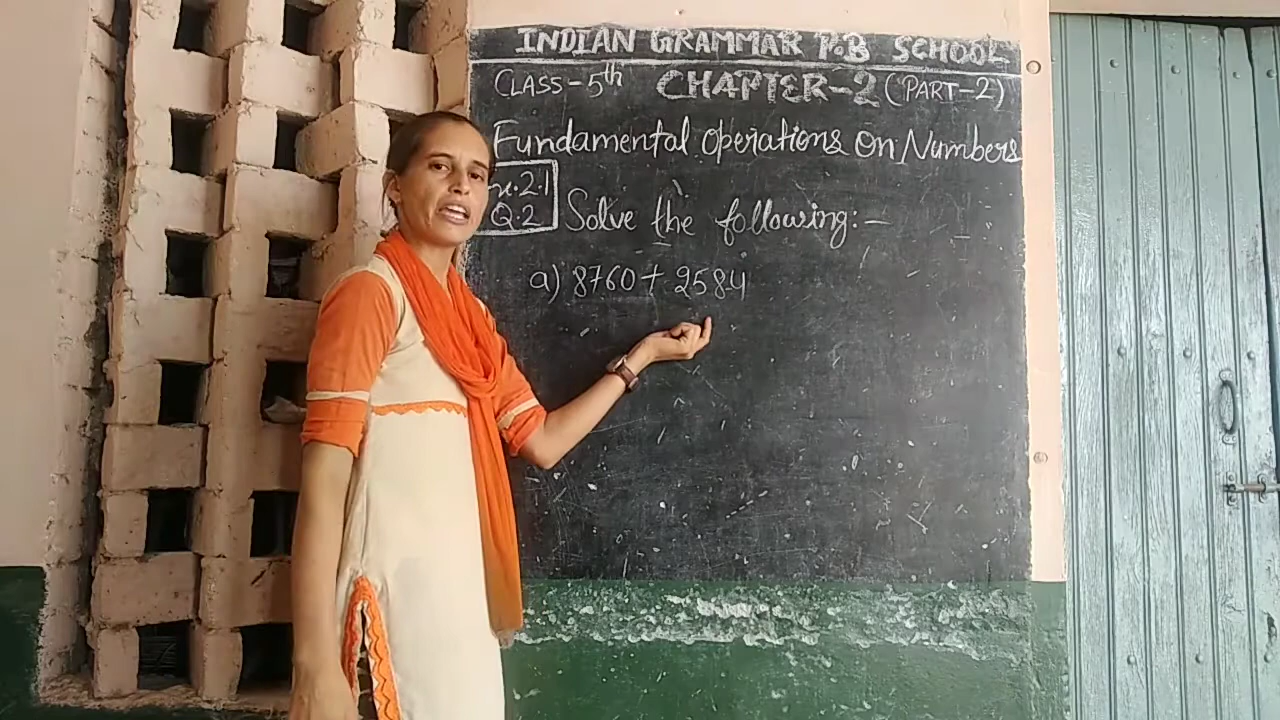 INDIAN GRAMMAR P.B SCHOOL
CLASS-5th CHAPTER-2 (PART-2)
Fundamental Operations On Numbers
2.1
Q.2 Solve the following:-
a) 8760 + 2584